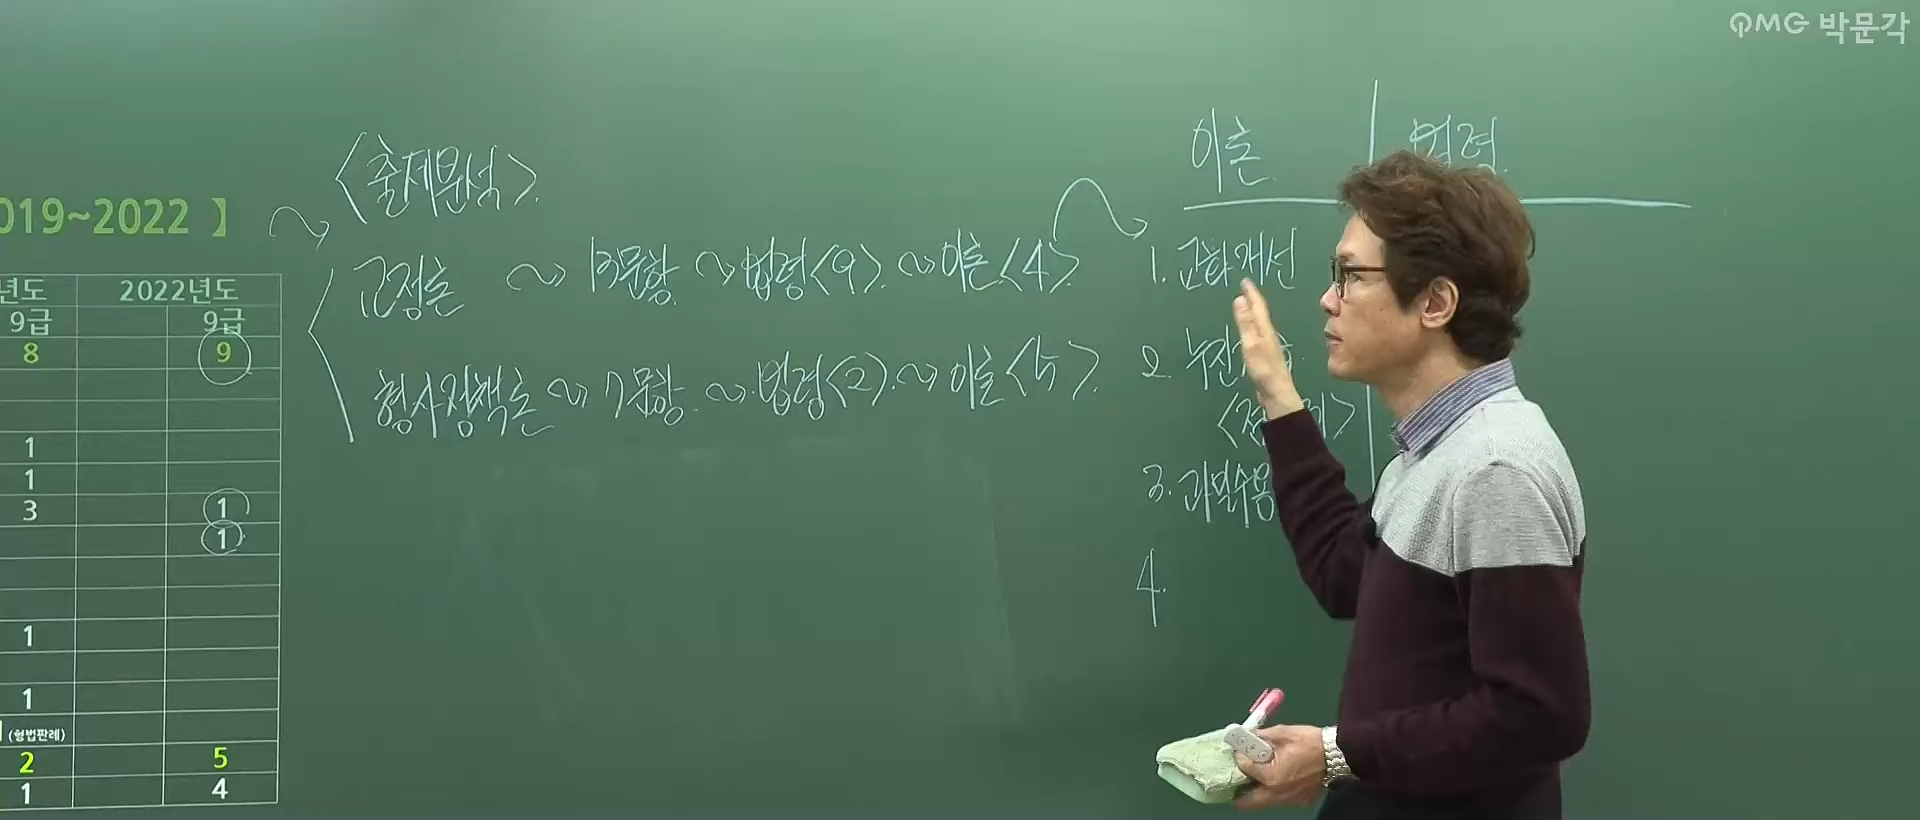 PMG 박문각
019~2022 】
년도 2022년도
9급 9급
8 9
1
1
3 1
1
1
1
(형법판례)
2 5
1 4
<출제분석>.
교정론 ~ 13문항 ~ 법령<9>. ~ 이론<4>.
형사정책론 ~ 7문항. ~ 법령<2>. ~ 이론<5>.
이론 법령
1. 교화개선
2. 누진
3. 과밀수용
4.